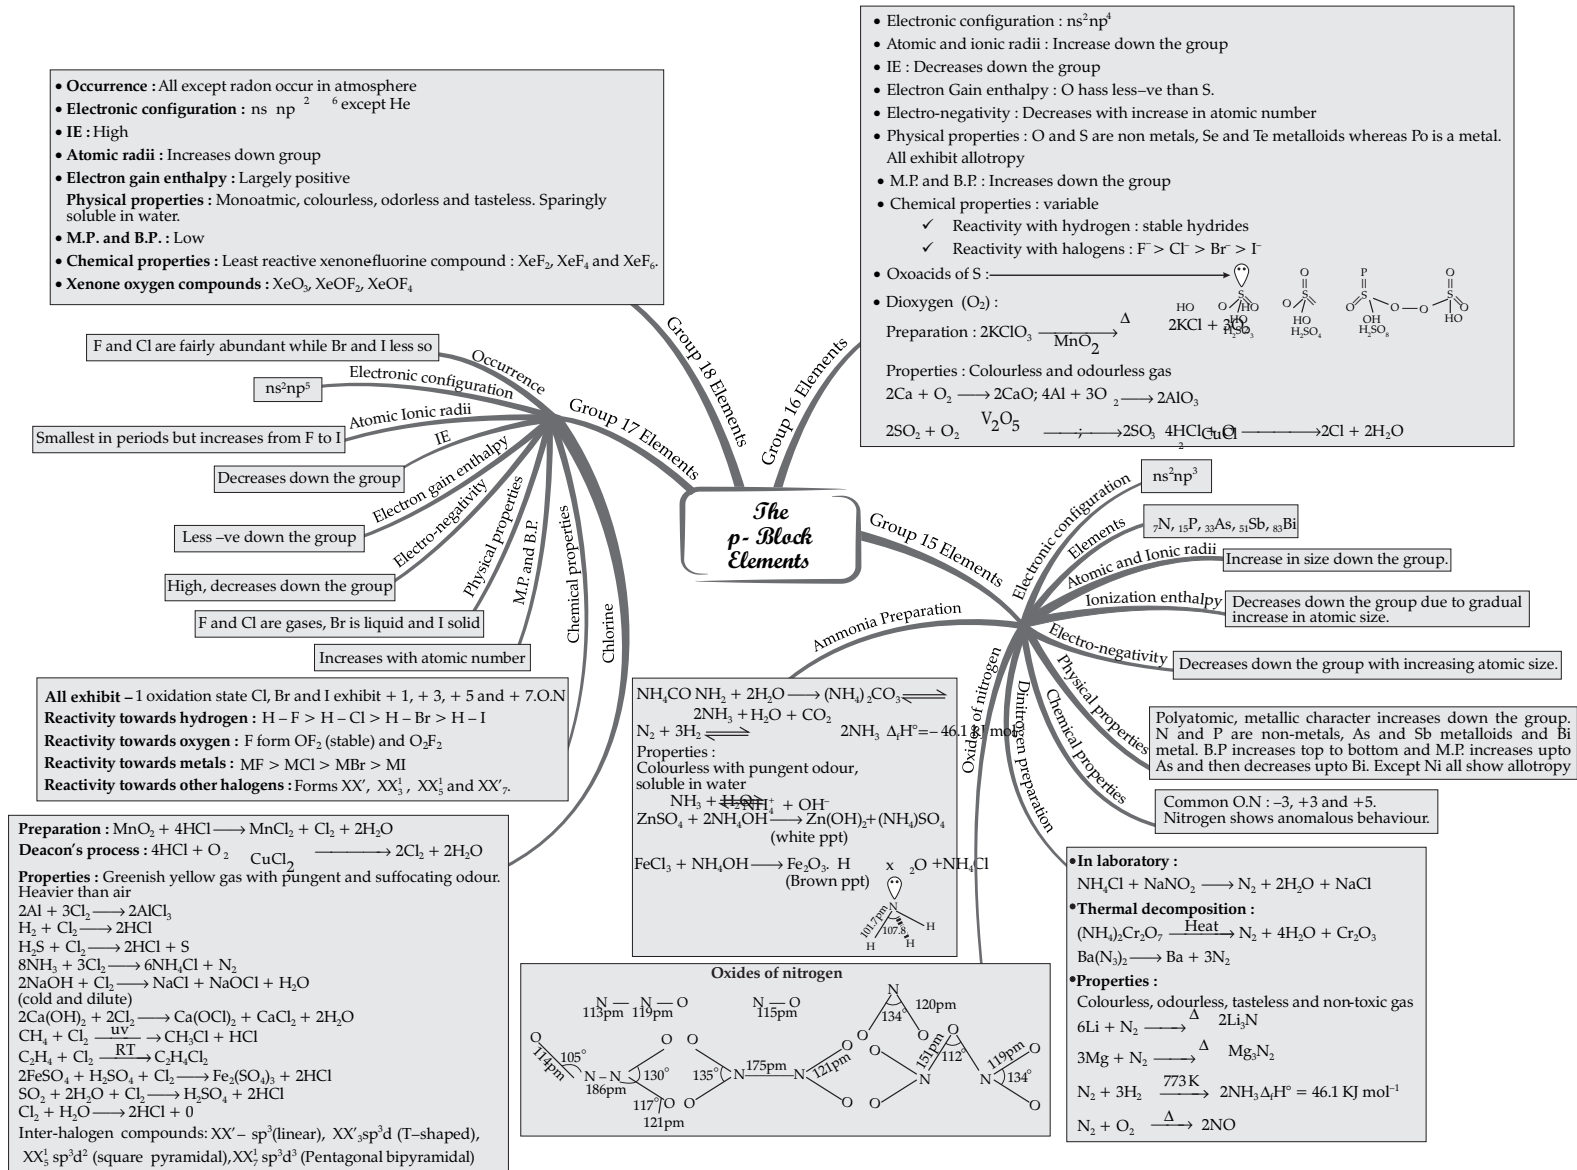 The
p- Block
Elements
Group 18 Elements
• Occurrence : All except radon occur in atmosphere
• Electronic configuration : ns np 2 6 except He
• IE : High
• Atomic radii : Increases down group
• Electron gain enthalpy : Largely positive
Physical properties : Monoatmic, colourless, odorless and tasteless. Sparingly
soluble in water.
• M.P. and B.P. : Low
• Chemical properties : Least reactive xenonefluorine compound : XeF₂, XeF₄ and XeF₆.
• Xenone oxygen compounds : XeO₃, XeOF₂, XeOF₄
Group 16 Elements
• Electronic configuration : ns²np⁴
• Atomic and ionic radii : Increase down the group
• IE : Decreases down the group
• Electron Gain enthalpy : O hass less–ve than S.
• Electro-negativity : Decreases with increase in atomic number
• Physical properties : O and S are non metals, Se and Te metalloids whereas Po is a metal.
All exhibit allotropy
• M.P. and B.P. : Increases down the group
• Chemical properties : variable
✓ Reactivity with hydrogen : stable hydrides
✓ Reactivity with halogens : F⁻ > Cl⁻ > Br⁻ > I⁻
• Oxoacids of S :
O O P O
HO O S HO O S O S O O O S O
HO HO OH HO
H₂SO₃ H₂SO₄ H₂SO₈
• Dioxygen (O₂) :
Preparation : 2KClO₃ Δ MnO₂ 2KCl + 3O₂
Properties : Colourless and odourless gas
2Ca + O₂ ⟶ 2CaO; 4Al + 3O ₂ ⟶ 2AlO₃
2SO₂ + O₂ V₂O₅ ; ⟶ 2SO₃ 4HCl + O₂ CuCl ⟶ 2Cl + 2H₂O
Group 17 Elements
Occurrence
F and Cl are fairly abundant while Br and I less so
Electronic configuration
ns²np⁵
Atomic Ionic radii
Smallest in periods but increases from F to I
IE
Decreases down the group
Electron gain enthalpy
Less –ve down the group
Electro-negativity
High, decreases down the group
Physical properties
F and Cl are gases, Br is liquid and I solid
M.P. and B.P.
Increases with atomic number
Chemical properties
All exhibit – 1 oxidation state Cl, Br and I exhibit + 1, + 3, + 5 and + 7.O.N
Reactivity towards hydrogen : H – F > H – Cl > H – Br > H – I
Reactivity towards oxygen : F form OF₂ (stable) and O₂F₂
Reactivity towards metals : MF > MCl > MBr > MI
Reactivity towards other halogens : Forms XX′, XX¹₃, XX¹₅ and XX′₇.
Chlorine
Preparation : MnO₂ + 4HCl ⟶ MnCl₂ + Cl₂ + 2H₂O
Deacon's process : 4HCl + O₂ CuCl₂ ⟶ 2Cl₂ + 2H₂O
Properties : Greenish yellow gas with pungent and suffocating odour.
Heavier than air
2Al + 3Cl₂ ⟶ 2AlCl₃
H₂ + Cl₂ ⟶ 2HCl
H₂S + Cl₂ ⟶ 2HCl + S
8NH₃ + 3Cl₂ ⟶ 6NH₄Cl + N₂
2NaOH + Cl₂ ⟶ NaCl + NaOCl + H₂O
(cold and dilute)
2Ca(OH)₂ + 2Cl₂ ⟶ Ca(OCl)₂ + CaCl₂ + 2H₂O
CH₄ + Cl₂ uv → CH₃Cl + HCl
C₂H₄ + Cl₂ RT → C₂H₄Cl₂
2FeSO₄ + H₂SO₄ + Cl₂ ⟶ Fe₂(SO₄)₃ + 2HCl
SO₂ + 2H₂O + Cl₂ ⟶ H₂SO₄ + 2HCl
Cl₂ + H₂O ⟶ 2HCl + 0
Inter-halogen compounds: XX′ – sp³(linear), XX′₃sp³d (T–shaped),
XX¹₅ sp³d² (square pyramidal),XX¹₇ sp³d³ (Pentagonal bipyramidal)
Group 15 Elements
Electronic configuration
ns²np³
Elements
₇N, ₁₅P, ₃₃As, ₅₁Sb, ₈₃Bi
Atomic and Ionic radii
Increase in size down the group.
Ionization enthalpy
Decreases down the group due to gradual
increase in atomic size.
Electro-negativity
Decreases down the group with increasing atomic size.
Physical properties
Polyatomic, metallic character increases down the group.
N and P are non-metals, As and Sb metalloids and Bi
metal. B.P increases top to bottom and M.P. increases upto
As and then decreases upto Bi. Except Ni all show allotropy
Chemical properties
Common O.N : –3, +3 and +5.
Nitrogen shows anomalous behaviour.
Dinitrogen preparation
• In laboratory :
NH₄Cl + NaNO₂ ⟶ N₂ + 2H₂O + NaCl
• Thermal decomposition :
(NH₄)₂Cr₂O₇ Heat ⟶ N₂ + 4H₂O + Cr₂O₃
Ba(N₃)₂ ⟶ Ba + 3N₂
• Properties :
Colourless, odourless, tasteless and non-toxic gas
6Li + N₂ ⟶ Δ 2Li₃N
3Mg + N₂ ⟶ Δ Mg₃N₂
N₂ + 3H₂ 773 K ⟶ 2NH₃ ΔfH° = 46.1 KJ mol⁻¹
N₂ + O₂ Δ ⟶ 2NO
Ammonia Preparation
NH₄CO NH₂ + 2H₂O ⟶ (NH₄)₂CO₃ ⇌
2NH₃ + H₂O + CO₂
N₂ + 3H₂ ⇌ 2NH₃ ΔfH°= – 46.1 KJ mol⁻
Properties :
Colourless with pungent odour,
soluble in water
NH₃ + H₂O ⇌ NH₄⁺ + OH⁻
ZnSO₄ + 2NH₄OH ⟶ Zn(OH)₂+ (NH₄)SO₄
(white ppt)
FeCl₃ + NH₄OH ⟶ Fe₂O₃. H x ₂O +NH₄Cl
(Brown ppt)
N
101.7pm 107.8 H
H H
Oxides of nitrogen
Oxides of nitrogen
N — N — O
113pm 119pm
N — O
115pm
N 120pm
134°
O O
O O
114pm 105° N – N 130°
186pm
117° O
121pm
O O
135° N 175pm N 121pm
O O
O O O
151pm 112° 119pm
N N 134°
O O